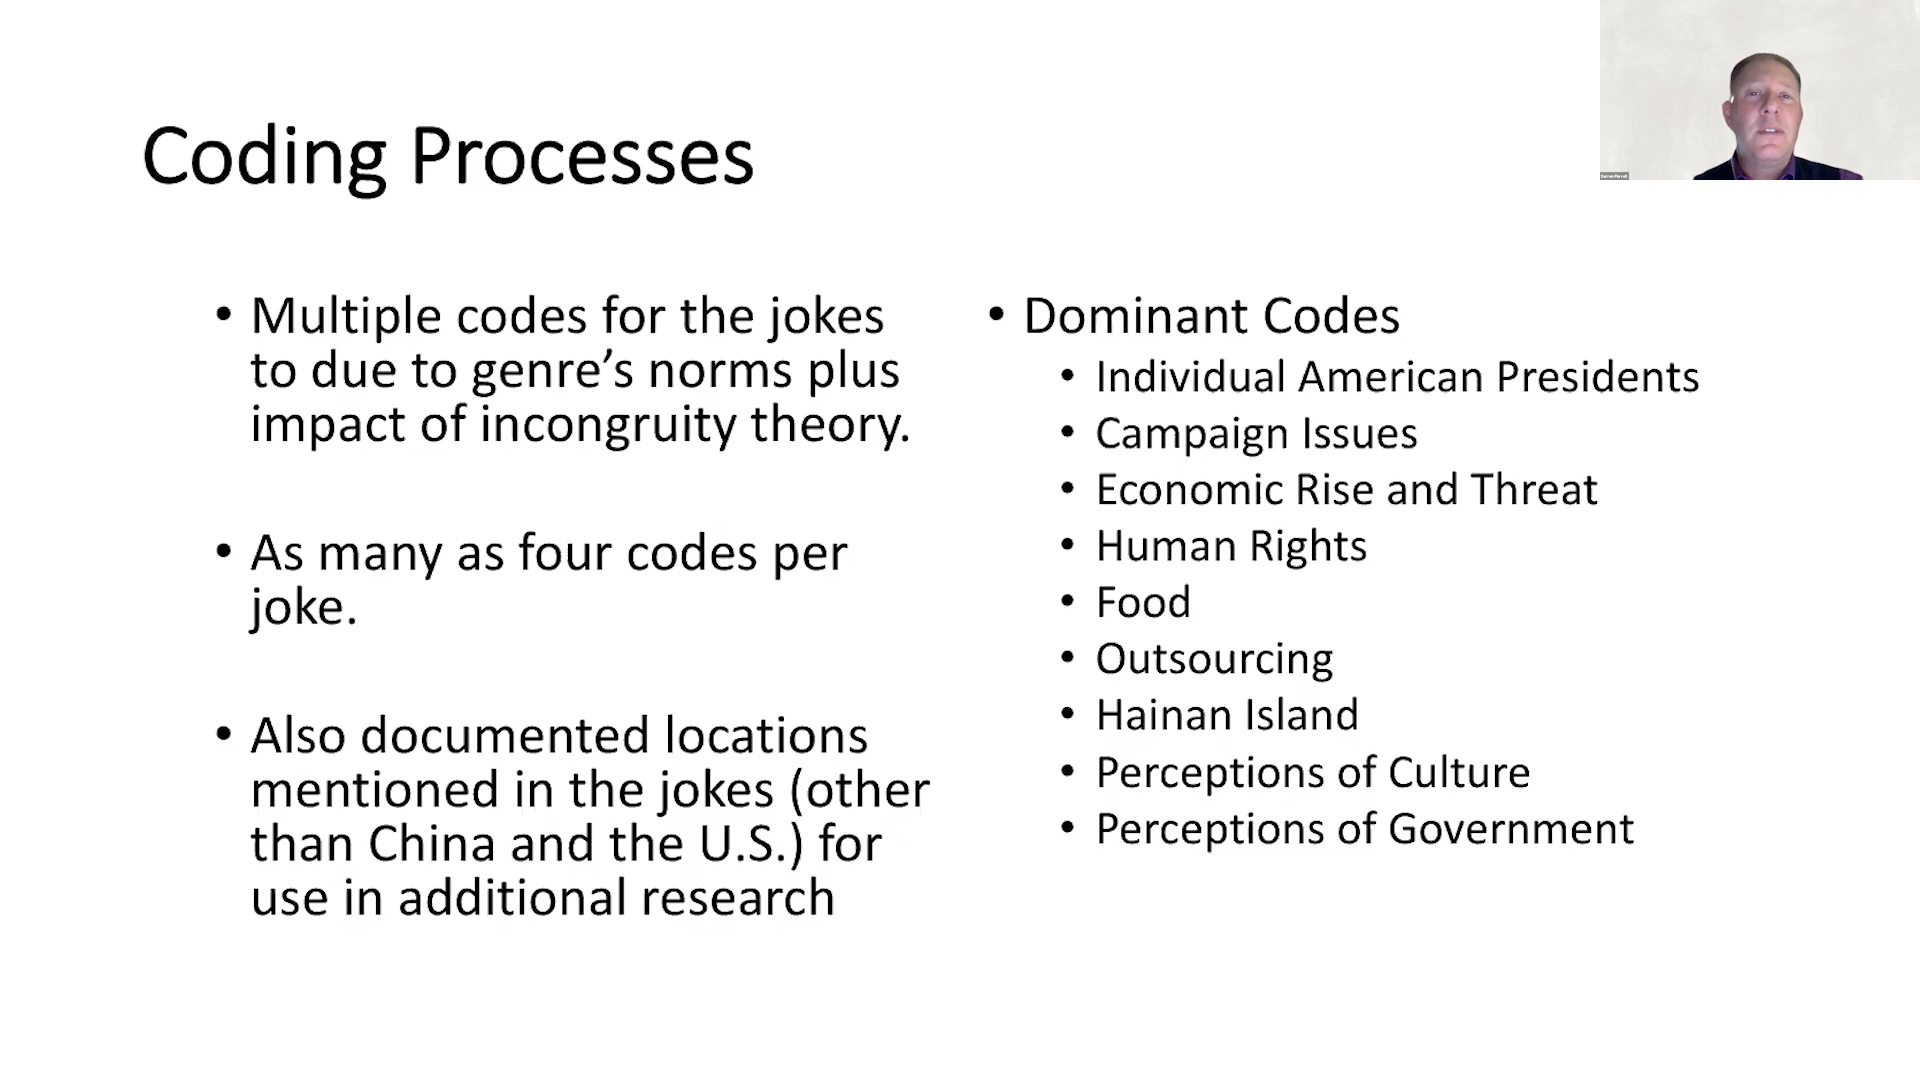 Coding Processes
• Multiple codes for the jokes
to due to genre’s norms plus
impact of incongruity theory.
• As many as four codes per
joke.
• Also documented locations
mentioned in the jokes (other
than China and the U.S.) for
use in additional research
• Dominant Codes
• Individual American Presidents
• Campaign Issues
• Economic Rise and Threat
• Human Rights
• Food
• Outsourcing
• Hainan Island
• Perceptions of Culture
• Perceptions of Government